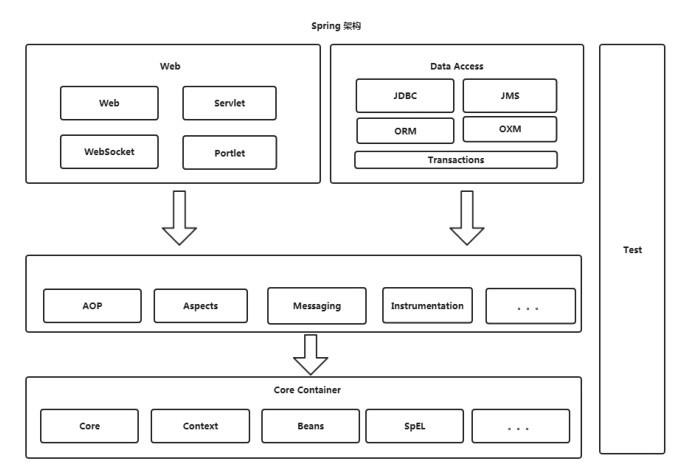 Spring 架构
Web
Data Access
Web
Servlet
JDBC
JMS
WebSocket
Portlet
ORM
OXM
Transactions
Test
AOP
Aspects
Messaging
Instrumentation
. . .
Core Container
Core
Context
Beans
SpEL
. . .